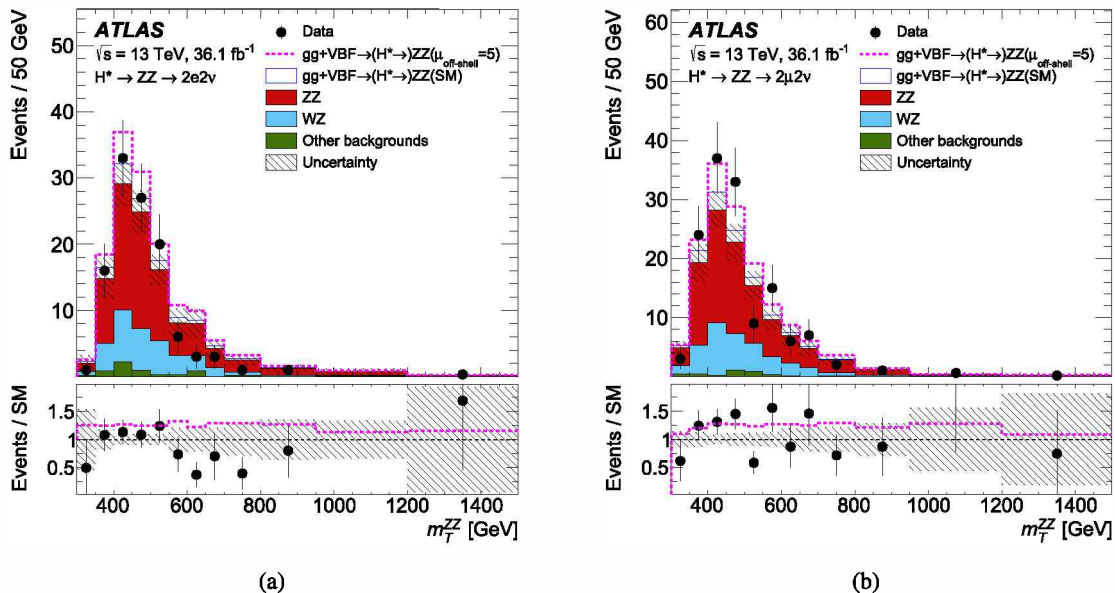 Events / 50 GeV
50
40
30
20
10
ATLAS
√s = 13 TeV, 36.1 fb⁻¹
H* → ZZ → 2e2ν
Data
gg+VBF→(H*→)ZZ(μoff-shell=5)
gg+VBF→(H*→)ZZ(SM)
ZZ
WZ
Other backgrounds
Uncertainty
Events / SM
1.5
1
0.5
400 600 800 1000 1200 1400
m_T^ZZ [GeV]
(a)
Events / 50 GeV
60
50
40
30
20
10
ATLAS
√s = 13 TeV, 36.1 fb⁻¹
H* → ZZ → 2μ2ν
Data
gg+VBF→(H*→)ZZ(μoff-shell=5)
gg+VBF→(H*→)ZZ(SM)
ZZ
WZ
Other backgrounds
Uncertainty
Events / SM
1.5
1
0.5
400 600 800 1000 1200 1400
m_T^ZZ [GeV]
(b)